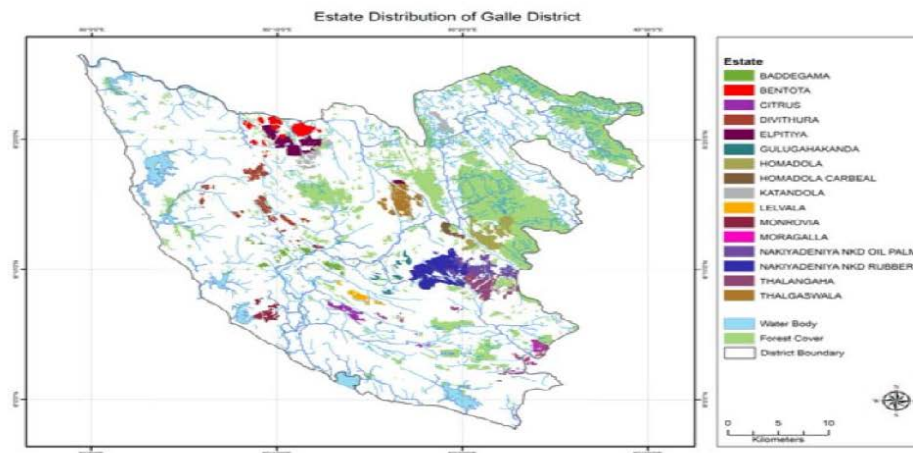 Estate Distribution of Galle District
Estate
BADDEGAMA
BENTOTA
CITRUS
DIVITHURA
ELPITIYA
GULUGAHAKANDA
HOMADOLA
HOMADOLA CARBEAL
KATANDOLA
LELVALA
MONROVIA
MORAGALLA
NAKIYADENIYA NKD OIL PALM
NAKIYADENIYA NKD RUBBER
THALANGAHA
THALGASWALA
Water Body
Forest Cover
District Boundary
0 5 10
Kilometers